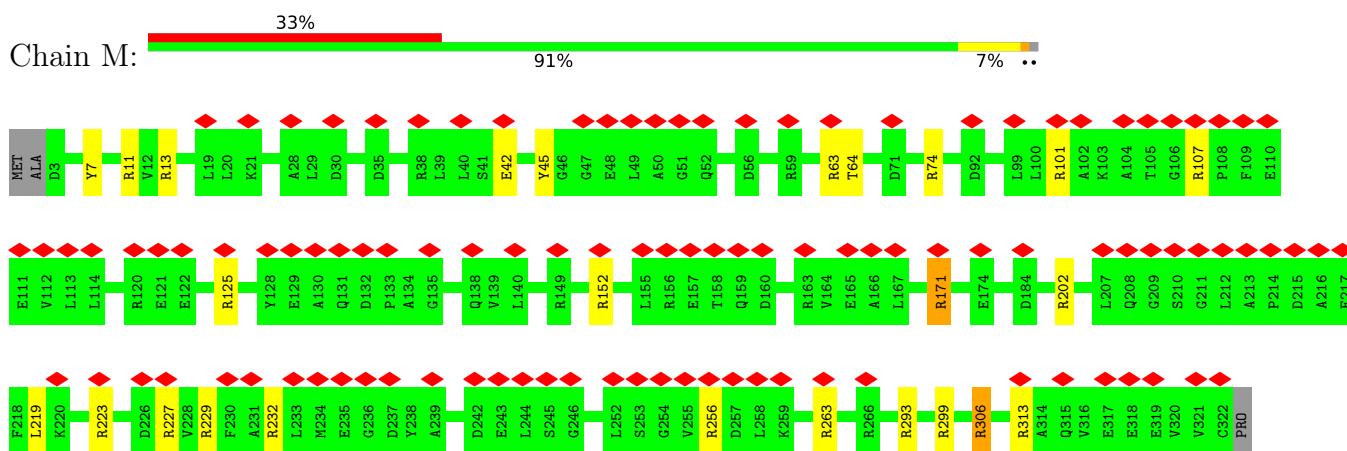 33%
Chain M:
91% 7% ••
MET ALA D3 Y7 R11 V12 R13 L19 L20 K21 A28 L29 D30 D35 R38 L39 L40 S41 E42 Y45 G46 G47 E48 L49 A50 G51 Q52 D56 R59 R63 T64 D71 R74 D92 L99 L100 R101 A102 K103 A104 T105 G106 R107 P108 F109 E110
E111 V112 L113 L114 R120 E121 E122 R125 Y128 E129 A130 Q131 D132 P133 A134 G135 Q138 V139 L140 R149 R152 L155 R156 E157 T158 Q159 D160 R163 V164 E165 A166 L167 R171 E174 D184 R202 L207 Q208 G209 S210 G211 L212 A213 P214 D215 A216 E217
F218 L219 K220 R223 D226 R227 V228 R229 F230 A231 R232 L233 M234 E235 G236 D237 Y238 A239 D242 E243 L244 S245 G246 L252 S253 G254 V255 R256 D257 L258 K259 R263 R266 R293 R299 R306 R313 A314 Q315 V316 E317 E318 E319 V320 V321 C322 PRO